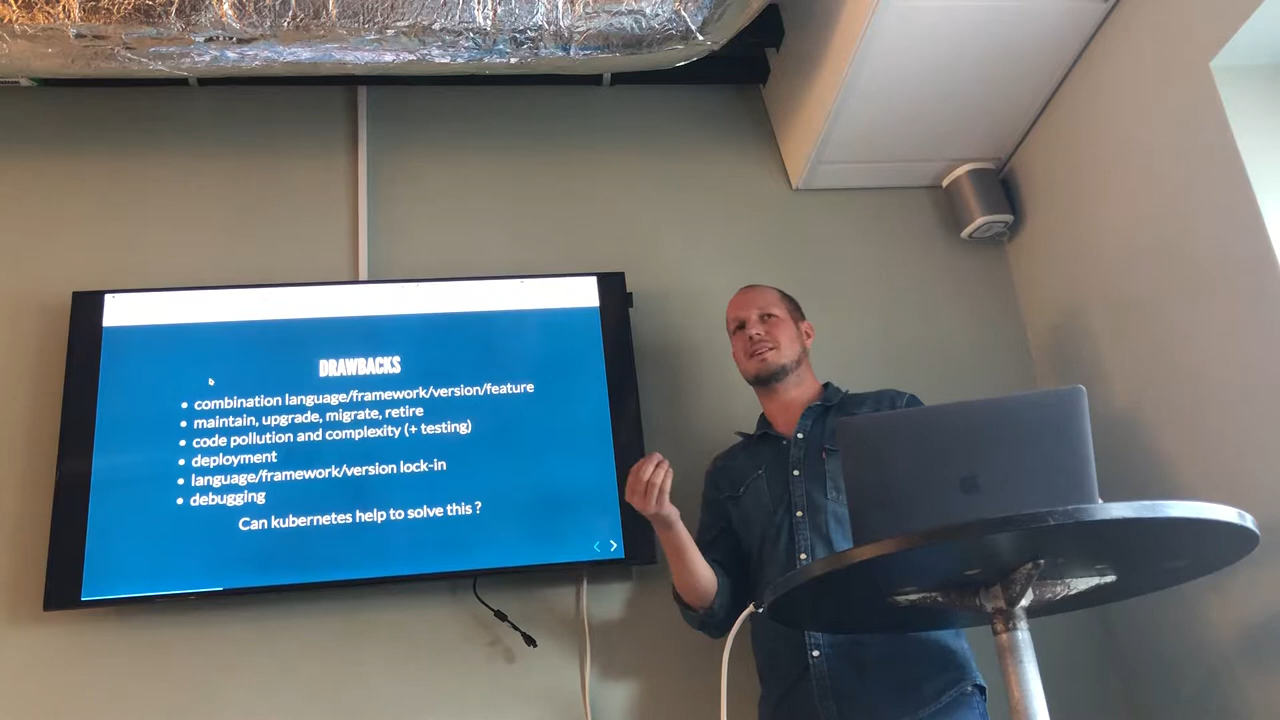 DRAWBACKS
combination language/framework/version/feature
maintain, upgrade, migrate, retire
code pollution and complexity (+ testing)
deployment
language/framework/version lock-in
debugging
Can kubernetes help to solve this ?